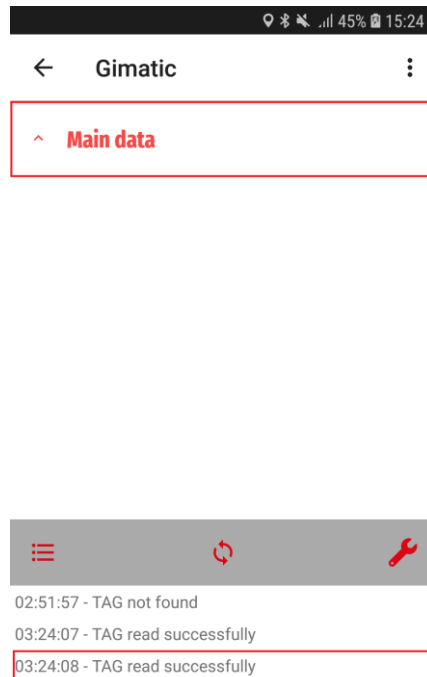 45% 15:24
Gimatic
Main data
02:51:57 - TAG not found
03:24:07 - TAG read successfully
03:24:08 - TAG read successfully